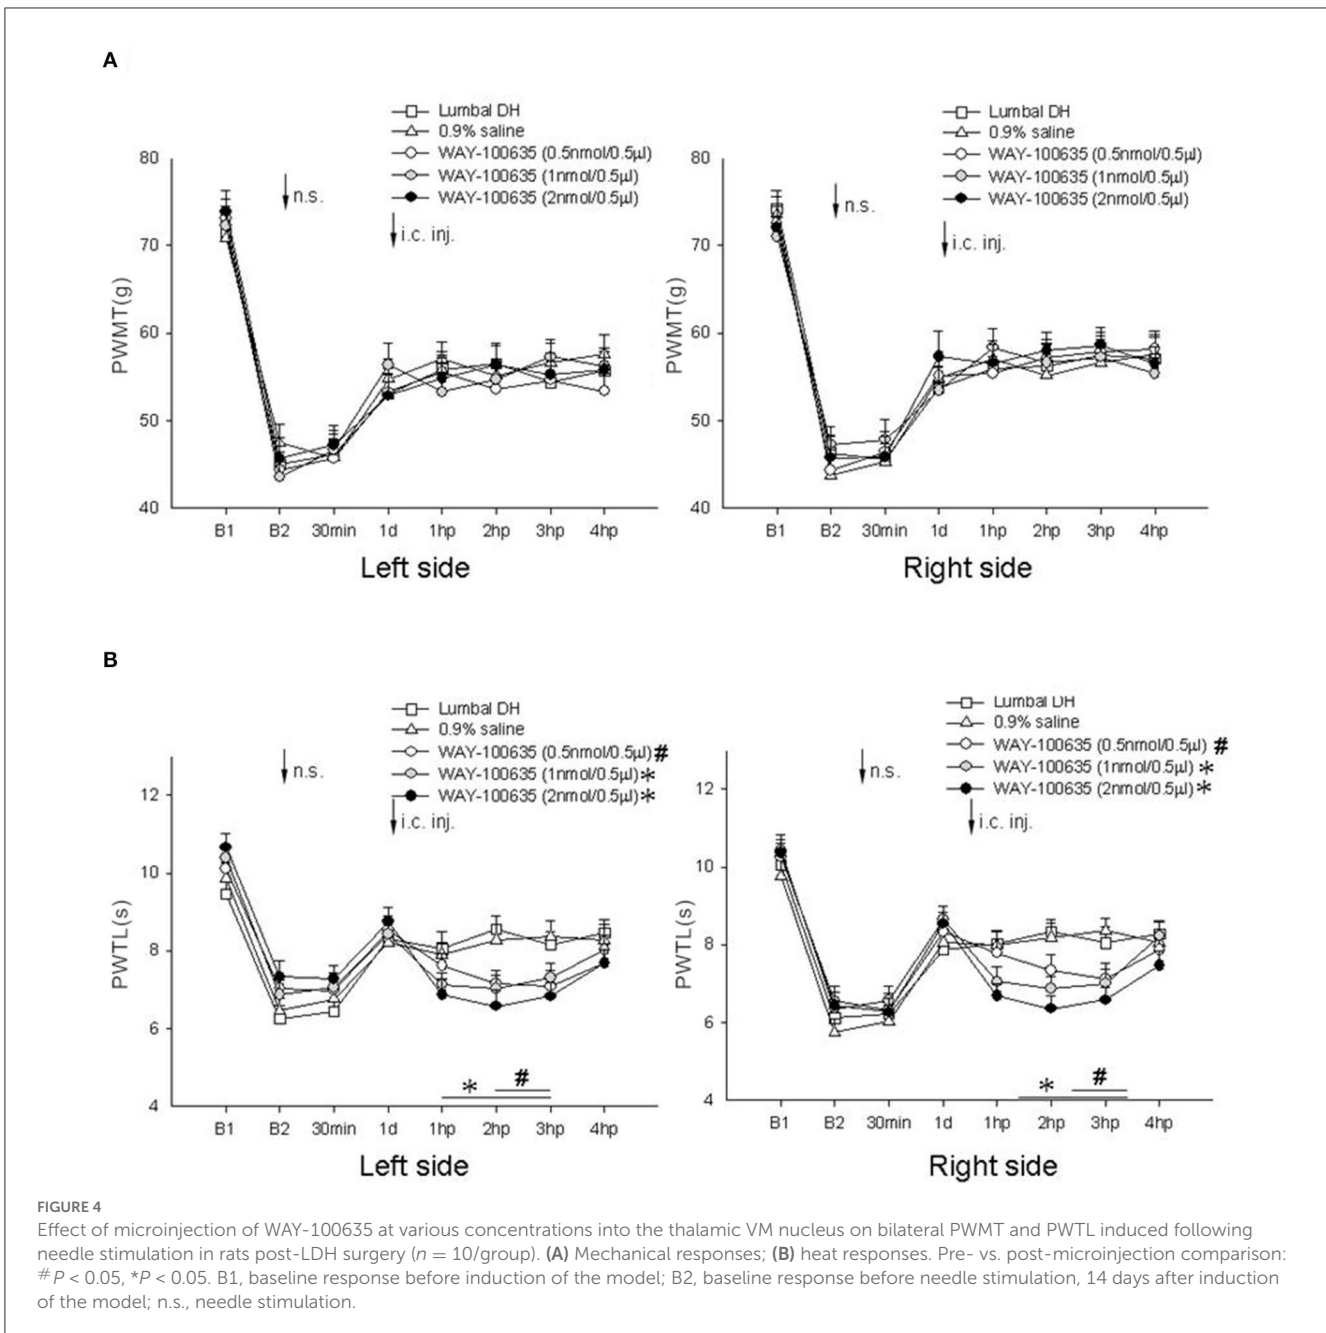 A
Lumbal DH
0.9% saline
WAY-100635 (0.5nmol/0.5µl)
WAY-100635 (1nmol/0.5µl)
WAY-100635 (2nmol/0.5µl)
n.s.
i.c. inj.
PWMT(g)
80
70
60
50
40
B1 B2 30min 1d 1hp 2hp 3hp 4hp
Left side
Lumbal DH
0.9% saline
WAY-100635 (0.5nmol/0.5µl)
WAY-100635 (1nmol/0.5µl)
WAY-100635 (2nmol/0.5µl)
n.s.
i.c. inj.
PWMT(g)
80
70
60
50
40
B1 B2 30min 1d 1hp 2hp 3hp 4hp
Right side
B
Lumbal DH
0.9% saline
WAY-100635 (0.5nmol/0.5µl) #
WAY-100635 (1nmol/0.5µl) *
WAY-100635 (2nmol/0.5µl) *
n.s.
i.c. inj.
PWTL(s)
12
10
8
6
4
* #
B1 B2 30min 1d 1hp 2hp 3hp 4hp
Left side
Lumbal DH
0.9% saline
WAY-100635 (0.5nmol/0.5µl) #
WAY-100635 (1nmol/0.5µl) *
WAY-100635 (2nmol/0.5µl) *
n.s.
i.c. inj.
PWTL(s)
12
10
8
6
4
* #
B1 B2 30min 1d 1hp 2hp 3hp 4hp
Right side
FIGURE 4
Effect of microinjection of WAY-100635 at various concentrations into the thalamic VM nucleus on bilateral PWMT and PWTL induced following
needle stimulation in rats post-LDH surgery (n = 10/group). (A) Mechanical responses; (B) heat responses. Pre- vs. post-microinjection comparison:
#P < 0.05, *P < 0.05. B1, baseline response before induction of the model; B2, baseline response before needle stimulation, 14 days after induction
of the model; n.s., needle stimulation.